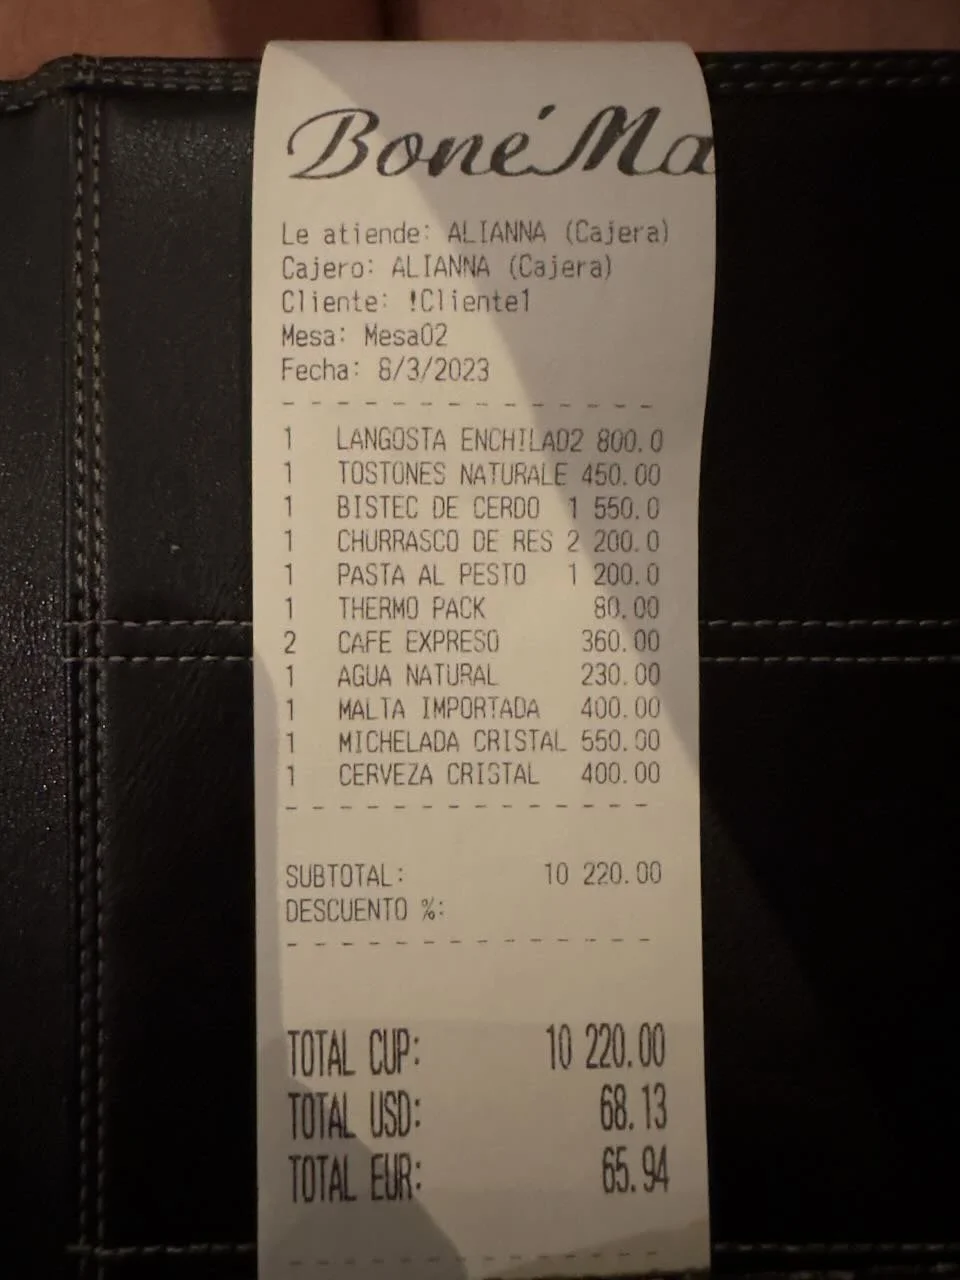 Boné Ma
Le atiende: ALIANNA (Cajera)
Cajero: ALIANNA (Cajera)
Cliente: !Cliente1
Mesa: Mesa02
Fecha: 8/3/2023
1 LANGOSTA ENCHILAD2 800.0
1 TOSTONES NATURALE 450.00
1 BISTEC DE CERDO 1 550.0
1 CHURRASCO DE RES 2 200.0
1 PASTA AL PESTO 1 200.0
1 THERMO PACK 80.00
2 CAFE EXPRESO 360.00
1 AGUA NATURAL 230.00
1 MALTA IMPORTADA 400.00
1 MICHELADA CRISTAL 550.00
1 CERVEZA CRISTAL 400.00
SUBTOTAL: 10 220.00
DESCUENTO %:
TOTAL CUP: 10 220.00
TOTAL USD: 68.13
TOTAL EUR: 65.94